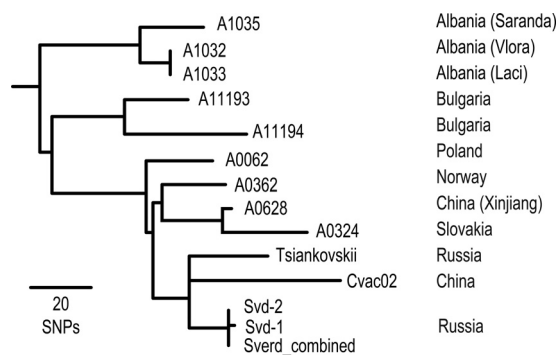 A1035 Albania (Saranda)
A1032 Albania (Vlora)
A1033 Albania (Laci)
A11193 Bulgaria
A11194 Bulgaria
A0062 Poland
A0362 Norway
A0628 China (Xinjiang)
A0324 Slovakia
Tsiankovskii Russia
Cvac02 China
Svd-2
Svd-1 Russia
Sverd_combined
20
SNPs